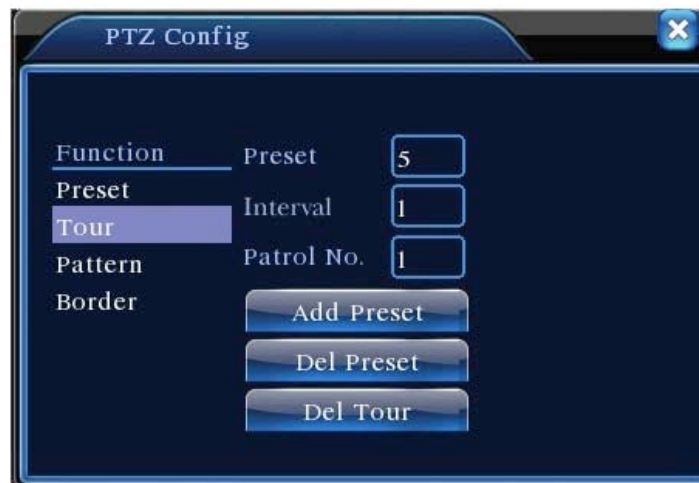 PTZ Config
Function
Preset
Tour
Pattern
Border
Preset 5
Interval 1
Patrol No. 1
Add Preset
Del Preset
Del Tour